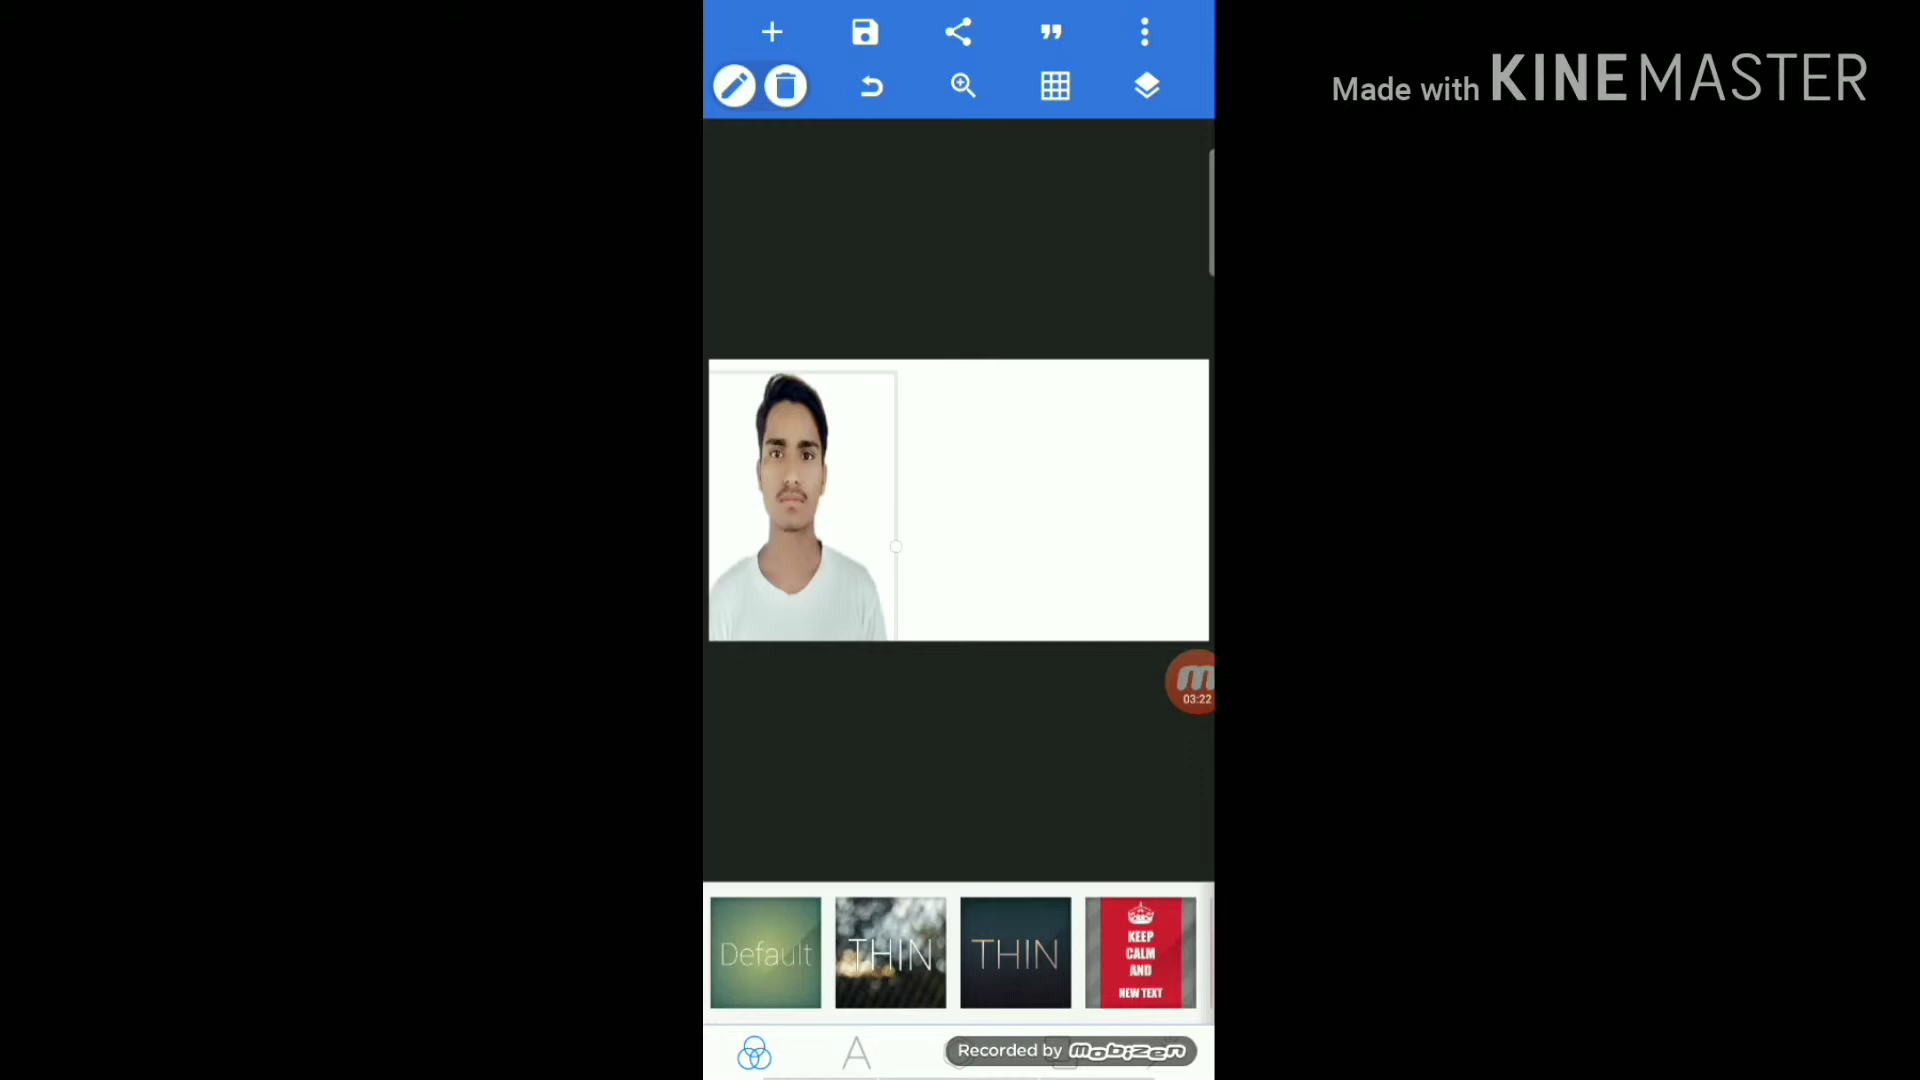 Made with KINEMASTER
03:22
Default
THIN
THIN
KEEP
CALM
AND
NEW TEXT
A
Recorded by mobizen